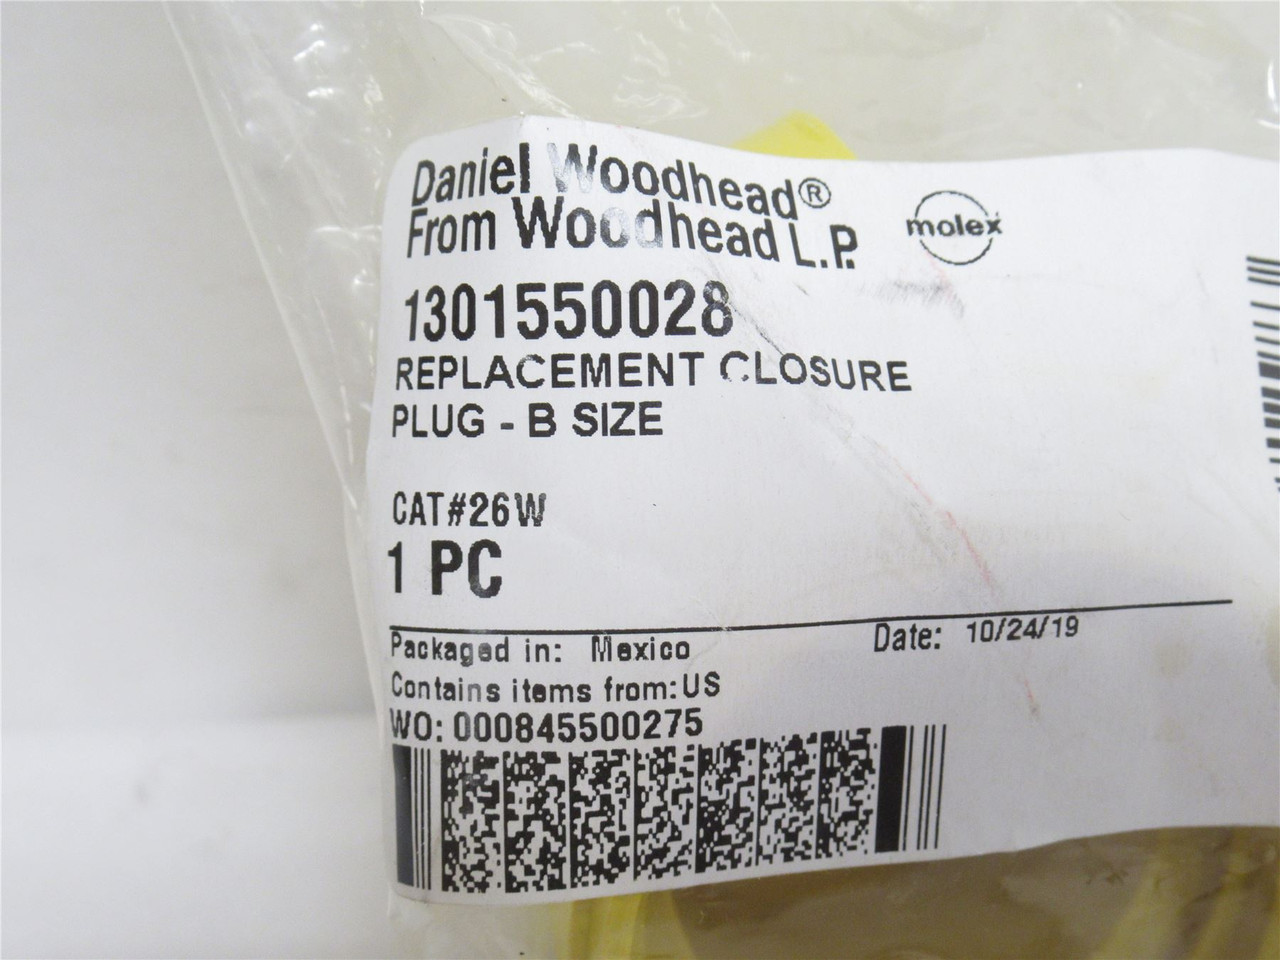 Daniel Woodhead®
From Woodhead L.P.
molex
1301550028
REPLACEMENT CLOSURE
PLUG - B SIZE
CAT#26W
1 PC
Packaged in: Mexico
Date: 10/24/19
Contains items from:US
WO: 000845500275